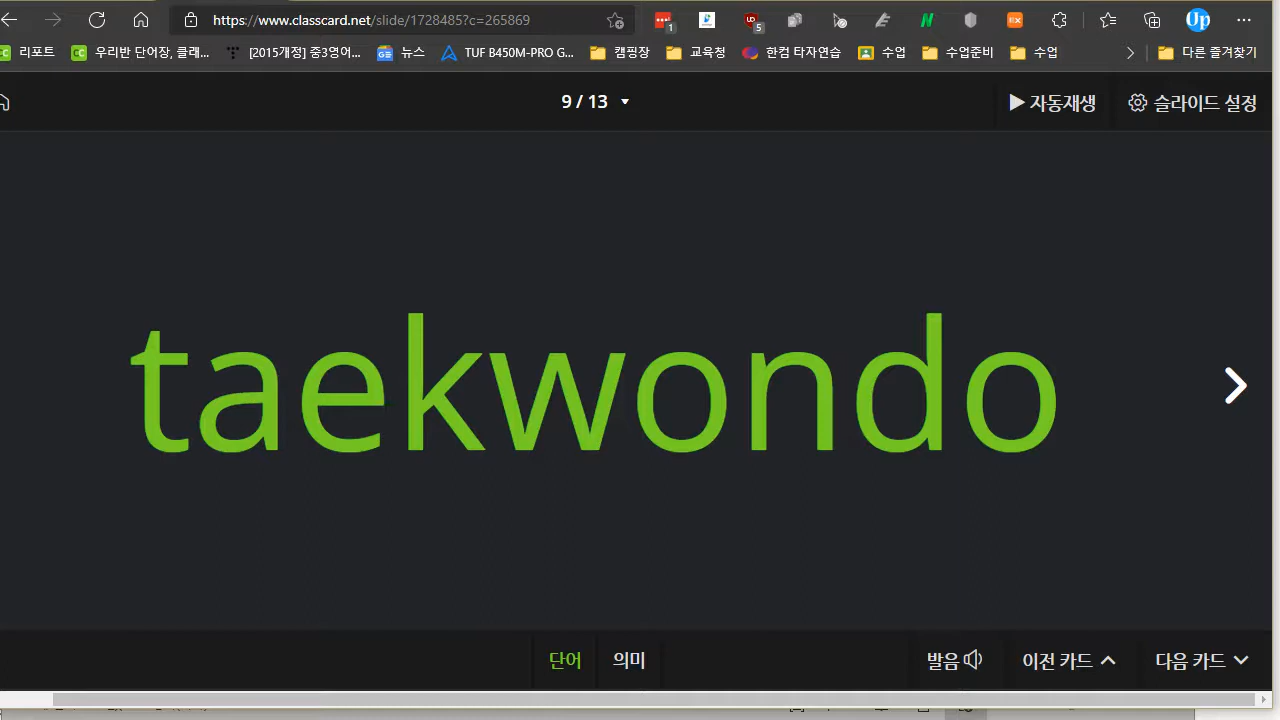 https://www.classcard.net/slide/1728485?c=265869
1
UD
5
Up
리포트 우리반 단어장, 클래... [2015개정] 중3영어... 뉴스 TUF B450M-PRO G... 캠핑장 교육청 한컴 타자연습 수업 수업준비 수업 다른 즐겨찾기
9 / 13 자동재생 슬라이드 설정
taekwondo
단어 의미 발음 이전 카드 다음 카드